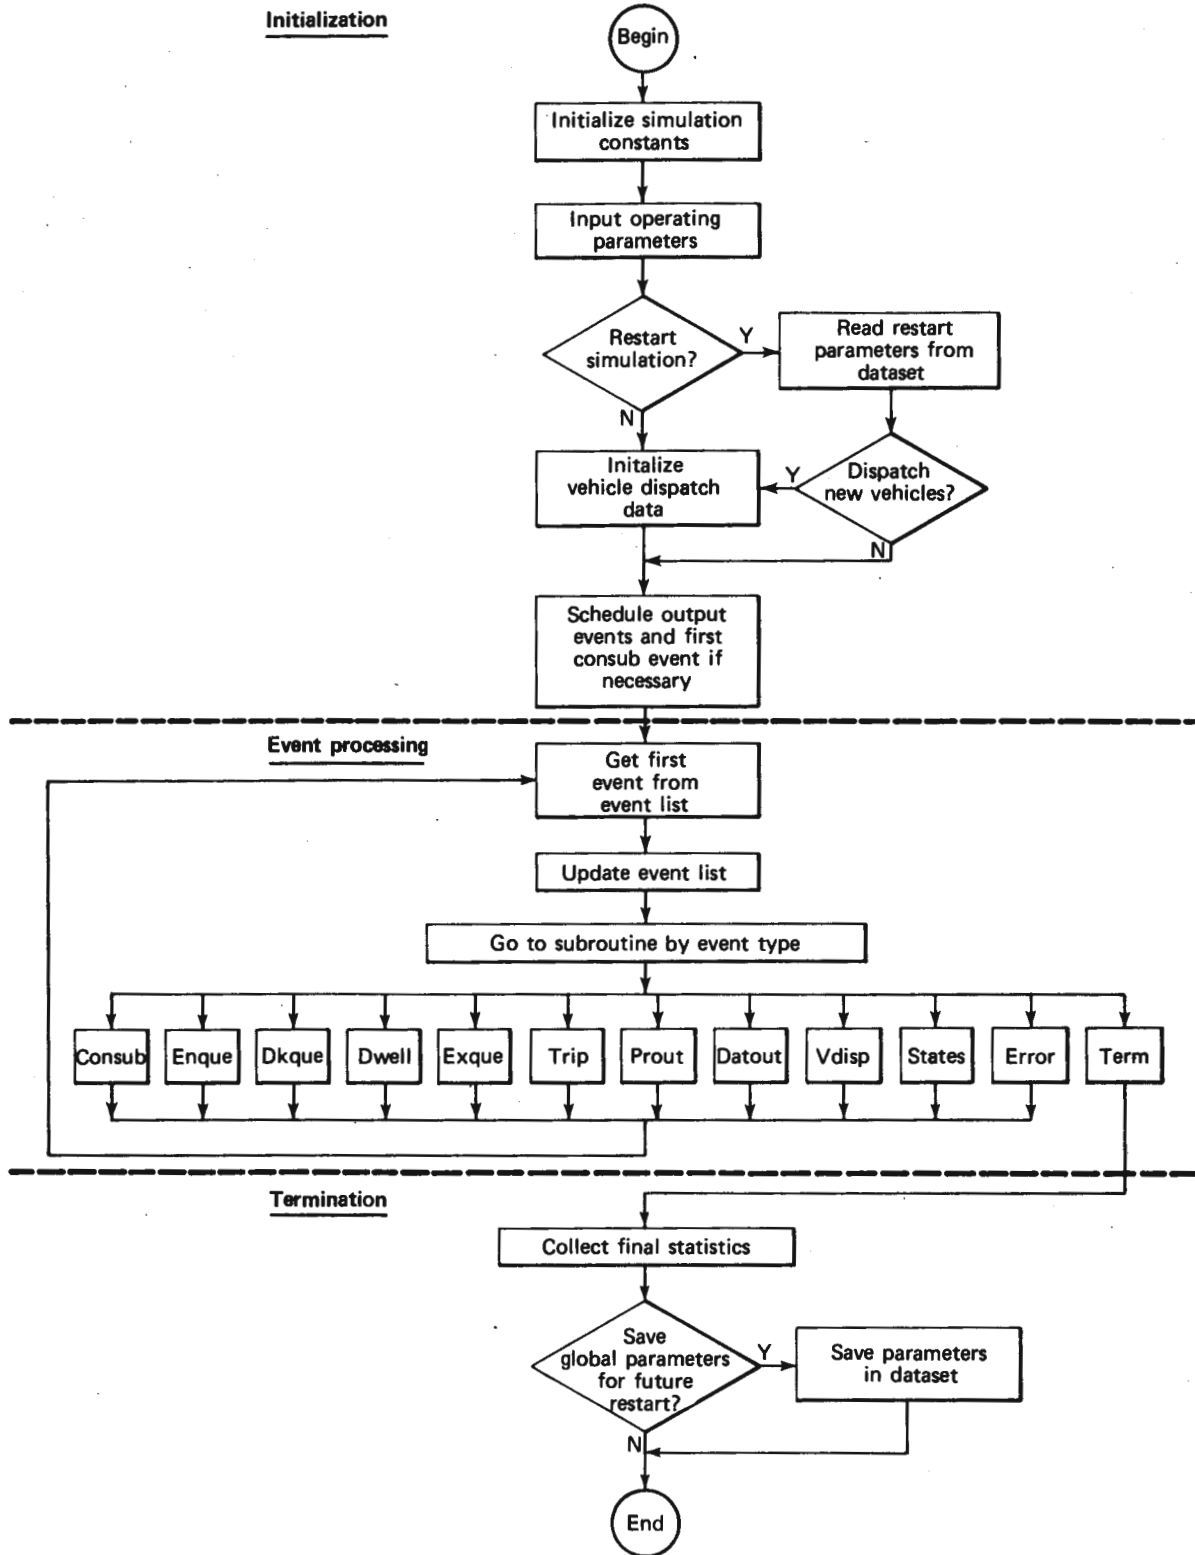 Initialization
Begin
Initialize simulation
constants
Input operating
parameters
Restart
simulation?
Y
Read restart
parameters from
dataset
N
Initalize
vehicle dispatch
data
Y
Dispatch
new vehicles?
N
Schedule output
events and first
consub event if
necessary
Event processing
Get first
event from
event list
Update event list
Go to subroutine by event type
Consub Enque Dkque Dwell Exque Trip Prout Datout Vdisp States Error Term
Termination
Collect final statistics
Save
global parameters
for future
restart?
Y
Save parameters
in dataset
N
End